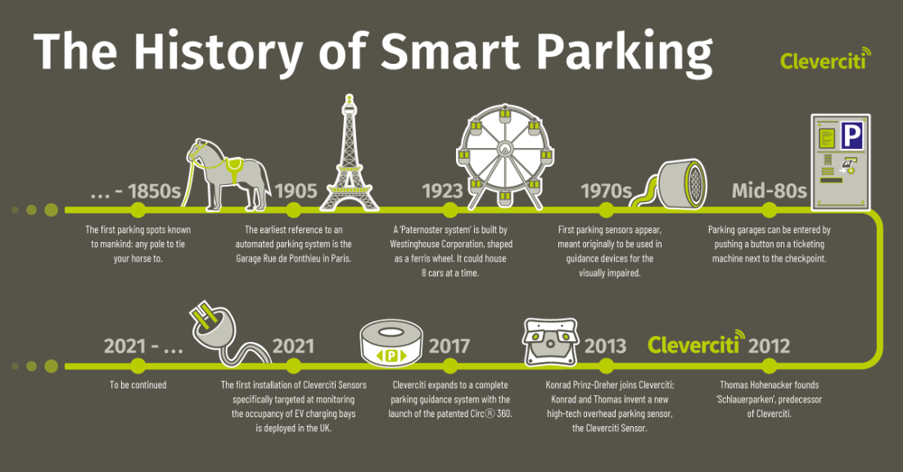 The History of Smart Parking
Cleverciti
... - 1850s
The first parking spots known
to mankind: any pole to tie
your horse to.
1905
The earliest reference to an
automated parking system is the
Garage Rue de Ponthieu in Paris.
1923
A 'Paternoster system' is built by
Westinghouse Corporation, shaped
as a ferris wheel. It could house
8 cars at a time.
1970s
First parking sensors appear,
meant originally to be used in
guidance devices for the
visually impaired.
Mid-80s
Parking garages can be entered by
pushing a button on a ticketing
machine next to the checkpoint.
P
2021 - ...
To be continued
2021
The first installation of Cleverciti Sensors
specifically targeted at monitoring
the occupancy of EV charging bays
is deployed in the UK.
P
2017
Cleverciti expands to a complete
parking guidance system with the
launch of the patented CircⓇ 360.
2013
Konrad Prinz-Dreher joins Cleverciti;
Konrad and Thomas invent a new
high-tech overhead parking sensor,
the Cleverciti Sensor.
Cleverciti
2012
Thomas Hohenacker founds
'Schlauerparken', predecessor
of Cleverciti.